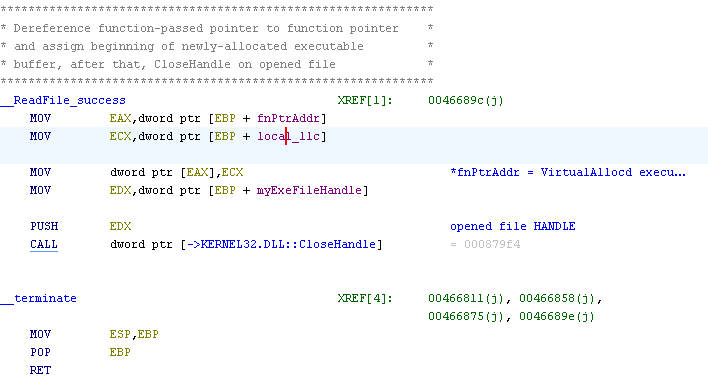 **************************************************************
* Dereference function-passed pointer to function pointer *
* and assign beginning of newly-allocated executable *
* buffer, after that, CloseHandle on opened file *
**************************************************************
__ReadFile_success XREF[1]: 0046689c(j)
MOV EAX,dword ptr [EBP + fnPtrAddr]
MOV ECX,dword ptr [EBP + local_11c]
MOV dword ptr [EAX],ECX *fnPtrAddr = VirtualAllocd execu...
MOV EDX,dword ptr [EBP + myExeFileHandle]
PUSH EDX opened file HANDLE
CALL dword ptr [->KERNEL32.DLL::CloseHandle] = 000879f4
__terminate XREF[4]: 00466811(j), 00466858(j),
00466875(j), 0046689e(j)
MOV ESP,EBP
POP EBP
RET